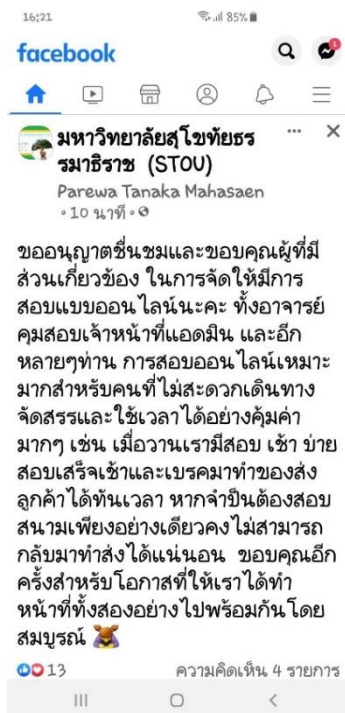 16:21
85%
facebook
มหาวิทยาลัยสุโขทัยธร
รมาธิราช (STOU)
Parewa Tanaka Mahasaen
• 10 นาที •
ขออนุญาตชื่นชมและขอบคุณผู้ที่มี
ส่วนเกี่ยวข้อง ในการจัดให้มีการ
สอบแบบออนไลน์นะคะ ทั้งอาจารย์
คุมสอบเจ้าหน้าที่แอดมิน และอีก
หลายๆท่าน การสอบออนไลน์เหมาะ
มากสำหรับคนที่ไม่สะดวกเดินทาง
จัดสรรและใช้เวลาได้อย่างคุ้มค่า
มากๆ เช่น เมื่อวานเรามีสอบ เช้า บ่าย
สอบเสร็จเช้าและเบรคมาทำของส่ง
ลูกค้าได้ทันเวลา หากจำป็นต้องสอบ
สนามเพียงอย่างเดียวคงไม่สามารถ
กลับมาทำส่งได้แน่นอน ขอบคุณอีก
ครั้งสำหรับโอกาสที่ให้เราได้ทำ
หน้าที่ทั้งสองอย่างไปพร้อมกันโดย
สมบูรณ์
13
ความคิดเห็น 4 รายการ